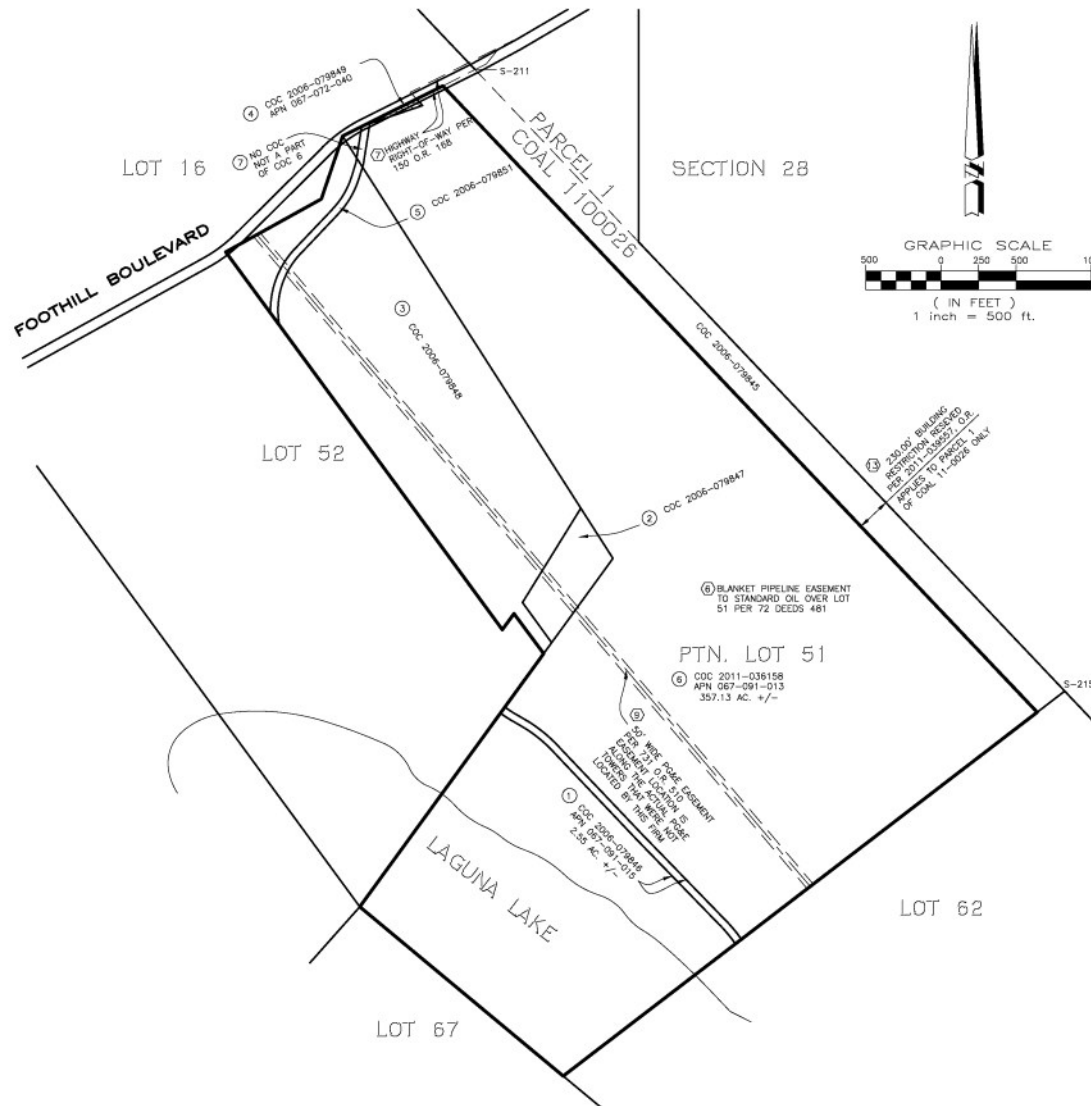 S-211
4 COC 2006-079849
APN 067-072-040
? NO COC
NOT A PART
OF COC 6
7 HIGHWAY
RIGHT-OF-WAY PER
150 O.R. 168
LOT 16
5 COC 2006-079851
PARCEL 1
COAL 1100026
SECTION 28
N
GRAPHIC SCALE
500 0 250 500
( IN FEET )
1 inch = 500 ft.
FOOTHILL BOULEVARD
3 COC 2006-079848
COC 2006-079845
LOT 52
13 230.00' BUILDING
RESTRICTION RESEVED
PER 2011-039557, O.R.
APPLIES TO PARCEL 1
OF COAL 11-0026 ONLY
2 COC 2006-079847
6 BLANKET PIPELINE EASEMENT
TO STANDARD OIL OVER LOT
51 PER 72 DEEDS 481
PTN. LOT 51
6 COC 2011-036158
APN 067-091-013
357.13 AC. +/-
S-215
9 50' WIDE PG&E EASEMENT
PER 731 O.R. 510
EASEMENT LOCATION IS
ALONG THE ACTUAL PG&E
TOWERS THAT WERE NOT
LOCATED BY THIS FIRM
1 COC 2006-079846
APN 067-091-015
2.55 AC. +/-
LAGUNA LAKE
LOT 62
LOT 67